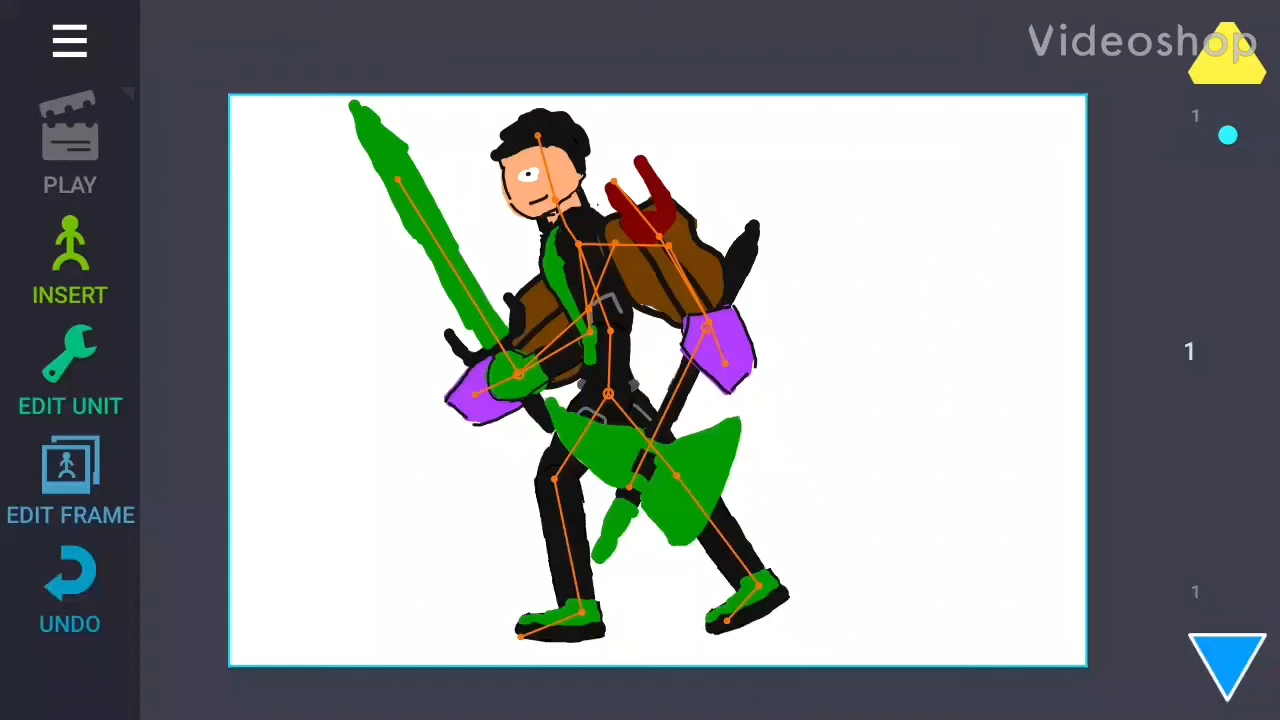 Videoshop
1
PLAY
INSERT
1
EDIT UNIT
EDIT FRAME
1
UNDO